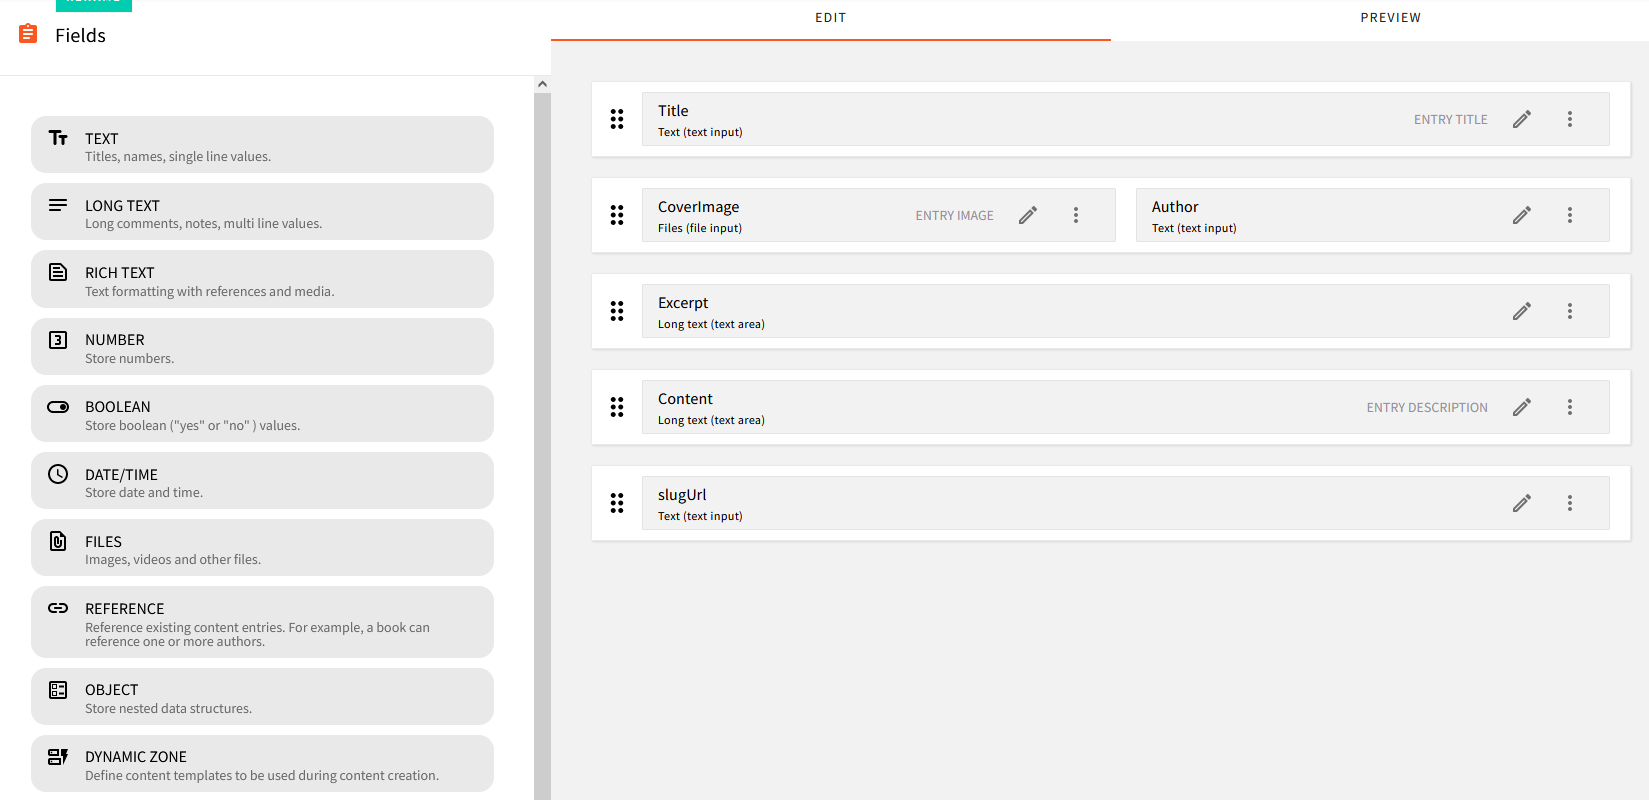 Fields
EDIT
PREVIEW
TEXT
Titles, names, single line values.
LONG TEXT
Long comments, notes, multi line values.
RICH TEXT
Text formatting with references and media.
NUMBER
Store numbers.
BOOLEAN
Store boolean ("yes" or "no" ) values.
DATE/TIME
Store date and time.
FILES
Images, videos and other files.
REFERENCE
Reference existing content entries. For example, a book can
reference one or more authors.
OBJECT
Store nested data structures.
DYNAMIC ZONE
Define content templates to be used during content creation.
Title
Text (text input)
ENTRY TITLE
CoverImage
Files (file input)
ENTRY IMAGE
Author
Text (text input)
Excerpt
Long text (text area)
Content
Long text (text area)
ENTRY DESCRIPTION
slugUrl
Text (text input)